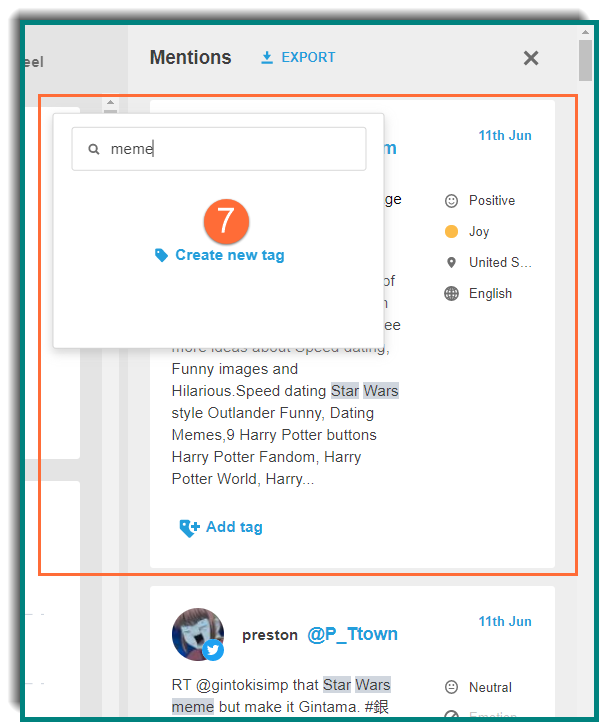 eel
Mentions
EXPORT
meme
m
11th Jun
ge
Positive
7
Joy
Create new tag
United S...
of
English
ee
more ideas about Speed dating,
Funny images and
Hilarious.Speed dating Star Wars
style Outlander Funny, Dating
Memes,9 Harry Potter buttons
Harry Potter Fandom, Harry
Potter World, Harry...
Add tag
11th Jun
preston @P_Ttown
RT @gintokisimp that Star Wars
Neutral
meme but make it Gintama. #銀
Emotion